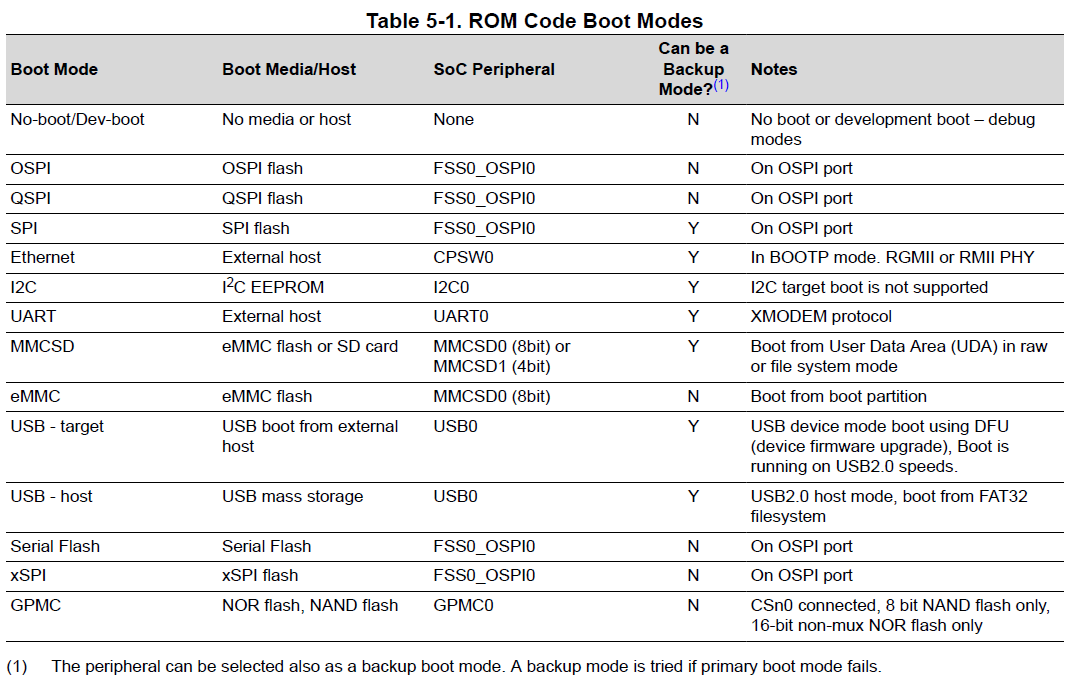 Table 5-1. ROM Code Boot Modes
Boot Mode Boot Media/Host SoC Peripheral Can be a Backup Mode?(1) Notes
No-boot/Dev-boot No media or host None N No boot or development boot – debug
modes
OSPI OSPI flash FSS0_OSPI0 N On OSPI port
QSPI QSPI flash FSS0_OSPI0 N On OSPI port
SPI SPI flash FSS0_OSPI0 Y On OSPI port
Ethernet External host CPSW0 Y In BOOTP mode. RGMII or RMII PHY
I2C I2C EEPROM I2C0 Y I2C target boot is not supported
UART External host UART0 Y XMODEM protocol
MMCSD eMMC flash or SD card MMCSD0 (8bit) or Y Boot from User Data Area (UDA) in raw
MMCSD1 (4bit) or file system mode
eMMC eMMC flash MMCSD0 (8bit) N Boot from boot partition
USB - target USB boot from external USB0 Y USB device mode boot using DFU
host (device firmware upgrade), Boot is
running on USB2.0 speeds.
USB - host USB mass storage USB0 Y USB2.0 host mode, boot from FAT32
filesystem
Serial Flash Serial Flash FSS0_OSPI0 N On OSPI port
xSPI xSPI flash FSS0_OSPI0 N On OSPI port
GPMC NOR flash, NAND flash GPMC0 N CSn0 connected, 8 bit NAND flash only,
16-bit non-mux NOR flash only
(1) The peripheral can be selected also as a backup boot mode. A backup mode is tried if primary boot mode fails.